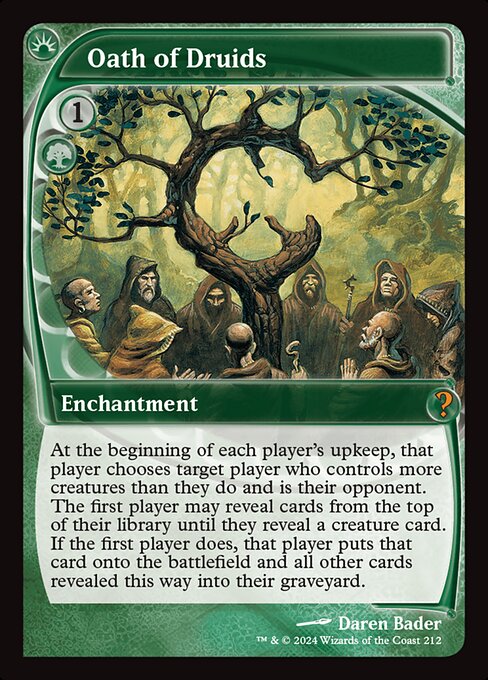 Oath of Druids
1
Enchantment
?
At the beginning of each player's upkeep, that
player chooses target player who controls more
creatures than they do and is their opponent.
The first player may reveal cards from the top
of their library until they reveal a creature card.
If the first player does, that player puts that
card onto the battlefield and all other cards
revealed this way into their graveyard.
Daren Bader
™ & © 2024 Wizards of the Coast 212